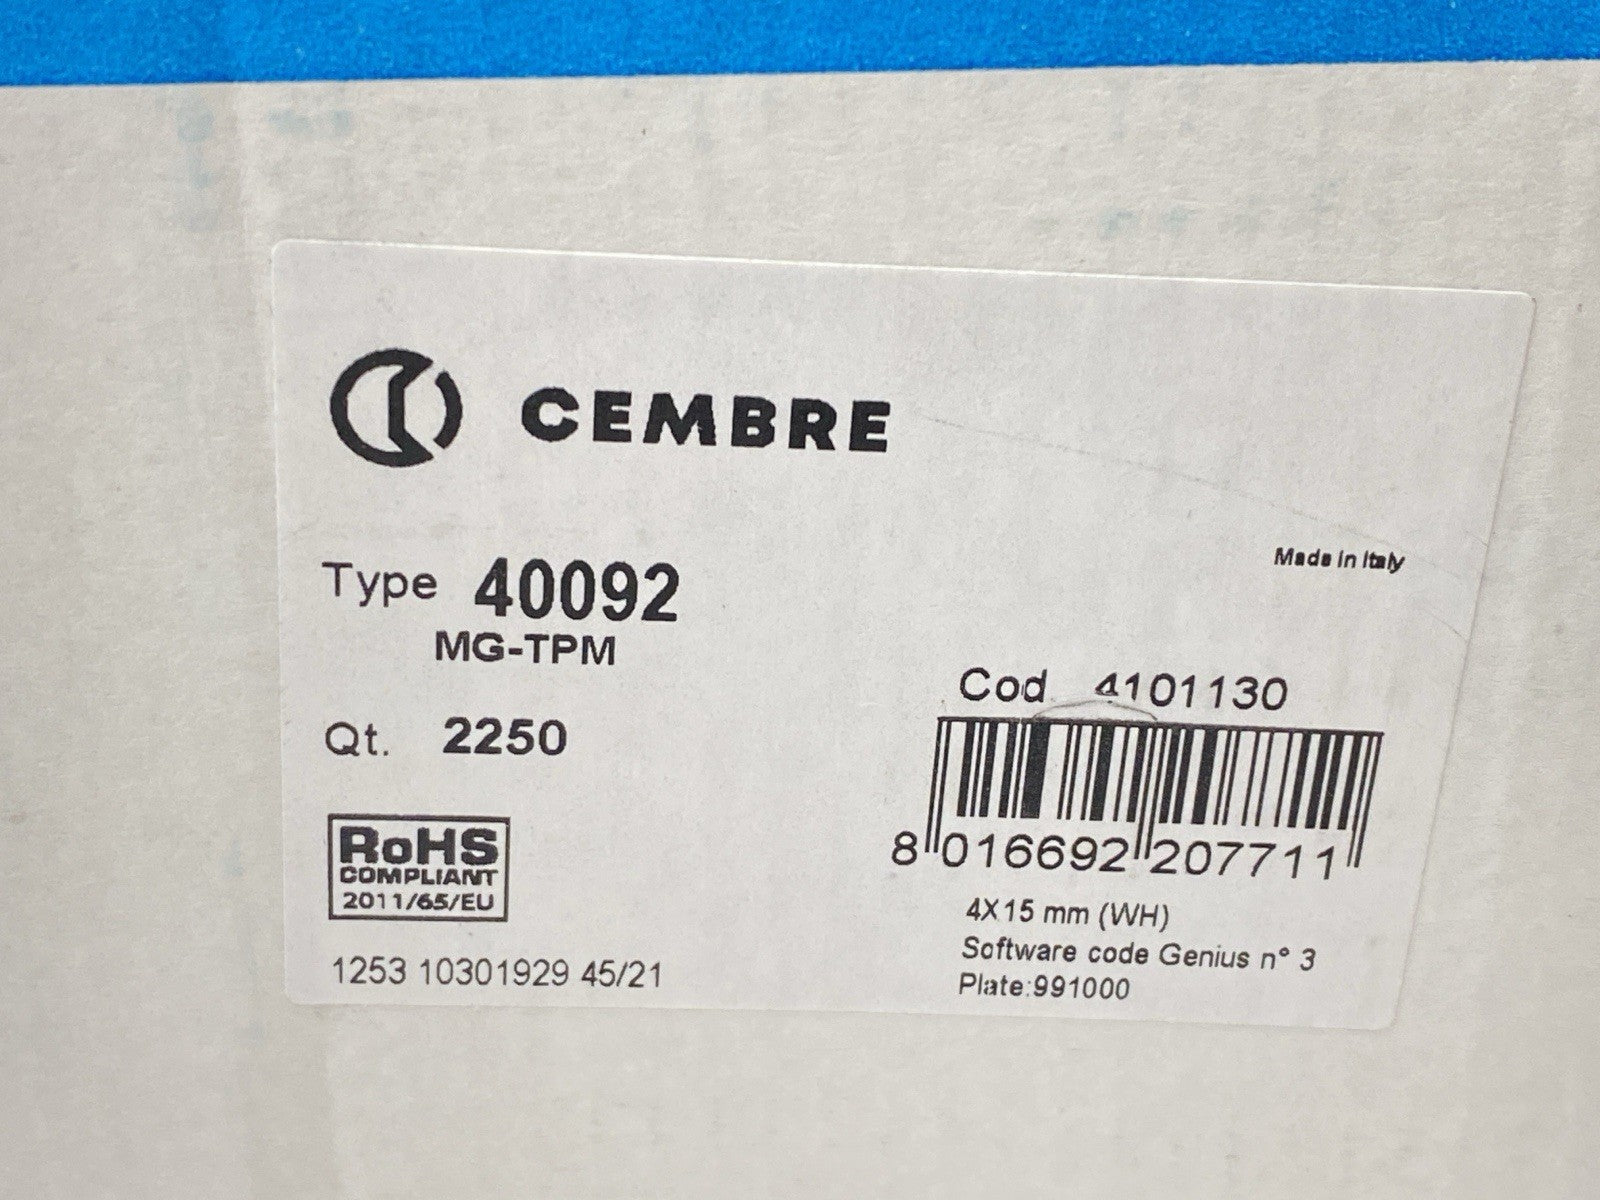 CEMBRE
Made in Italy
Type 40092
MG-TPM
Cod. 4101130
Qt. 2250
8 016692 207711
RoHS
COMPLIANT
2011/65/EU
4X15 mm (WH)
Software code Genius n° 3
Plate:991000
1253 10301929 45/21